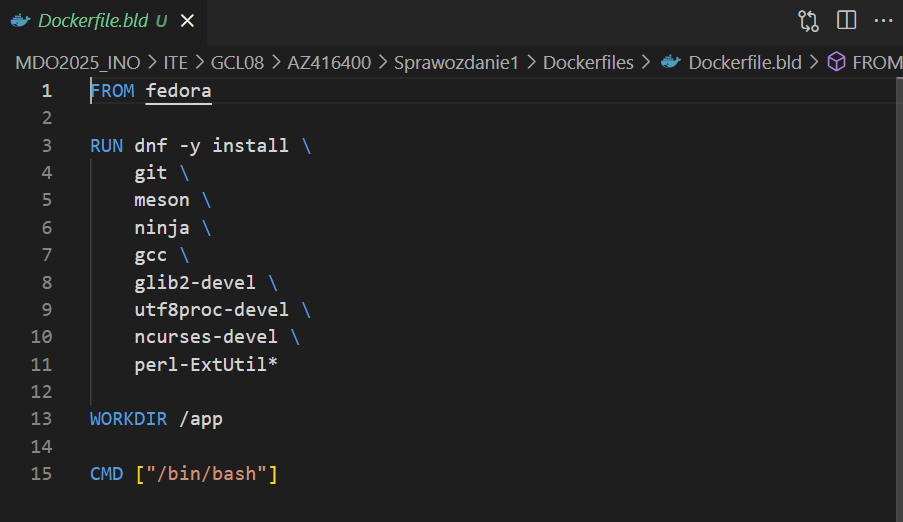 Dockerfile.bld U
MDO2025_INO > ITE > GCL08 > AZ416400 > Sprawozdanie1 > Dockerfiles > Dockerfile.bld > FROM
1 FROM fedora
2
3 RUN dnf -y install \
4 git \
5 meson \
6 ninja \
7 gcc \
8 glib2-devel \
9 utf8proc-devel \
10 ncurses-devel \
11 perl-ExtUtil*
12
13 WORKDIR /app
14
15 CMD ["/bin/bash"]